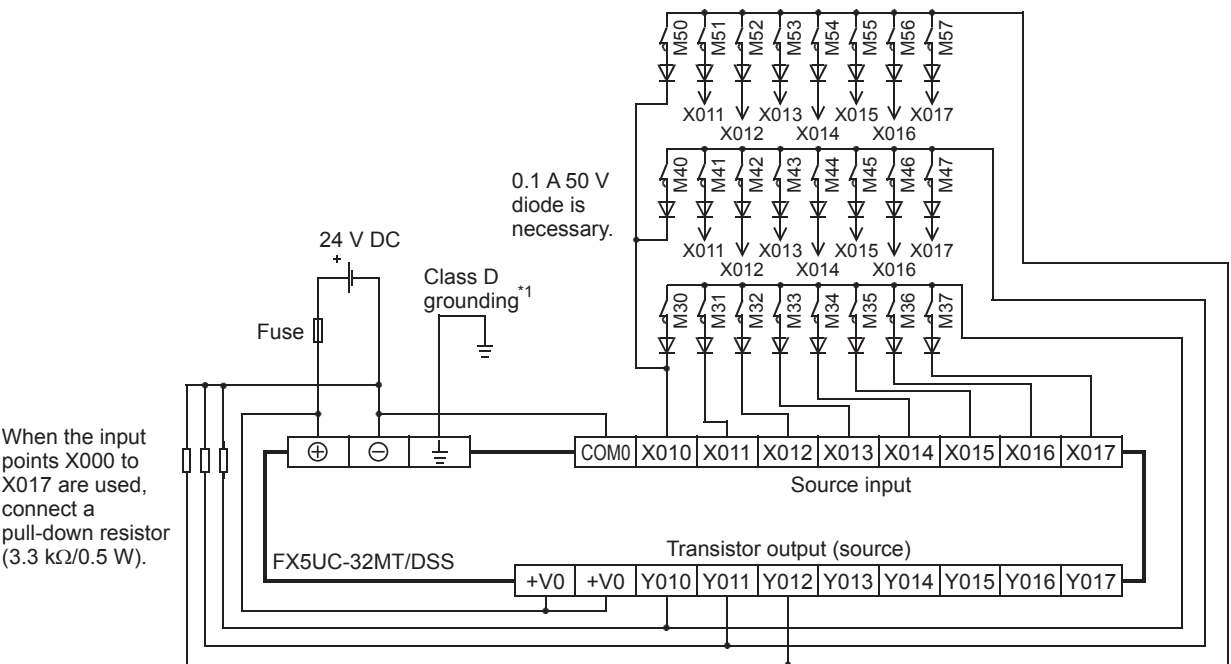 M50 M51 M52 M53 M54 M55 M56 M57
X011 X013 X015 X017
X012 X014 X016
M40 M41 M42 M43 M44 M45 M46 M47
0.1 A 50 V
diode is
necessary.
X011 X013 X015 X017
X012 X014 X016
24 V DC
+
Class D
grounding*1
M30 M31 M32 M33 M34 M35 M36 M37
Fuse
When the input
points X000 to
X017 are used,
connect a
pull-down resistor
(3.3 kΩ/0.5 W).
COM0 X010 X011 X012 X013 X014 X015 X016 X017
Source input
FX5UC-32MT/DSS
Transistor output (source)
+V0 +V0 Y010 Y011 Y012 Y013 Y014 Y015 Y016 Y017